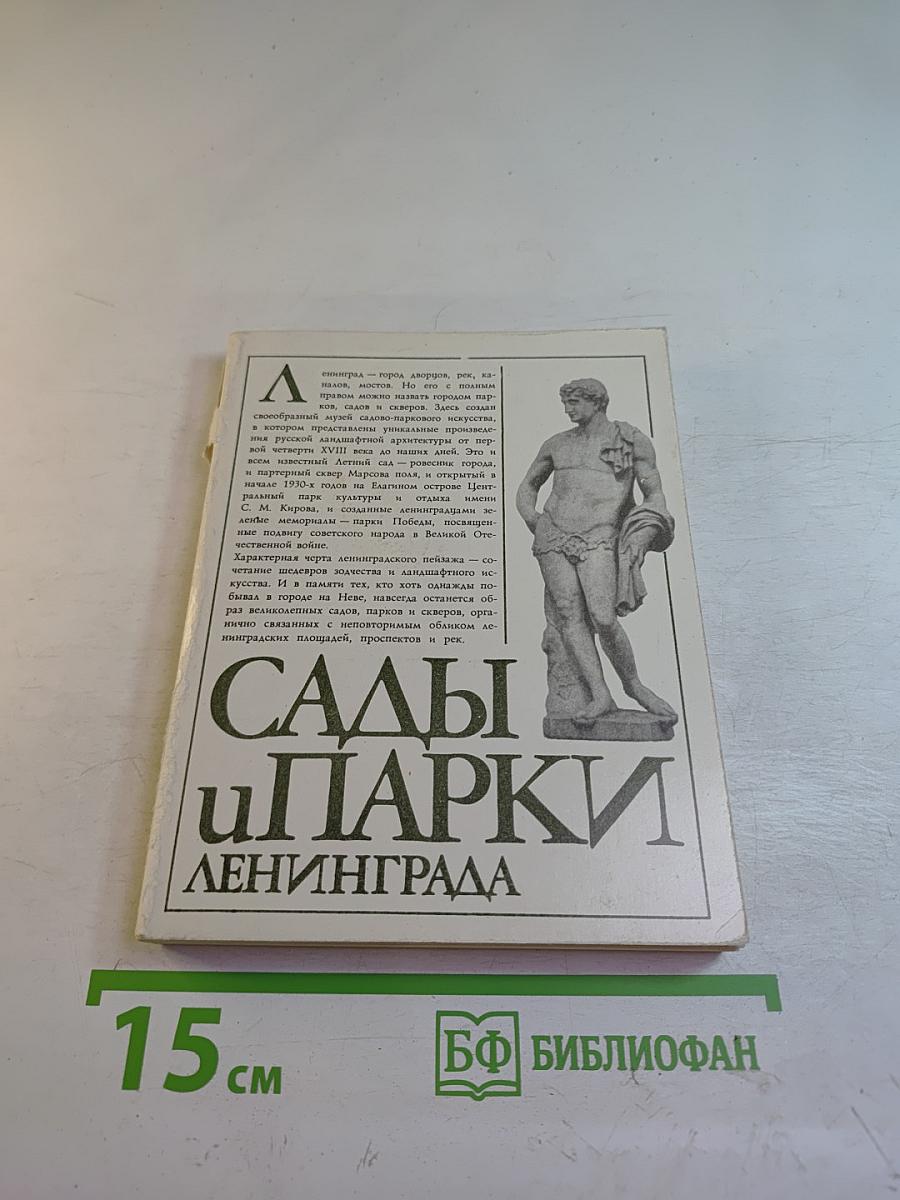 Ленинград — город дворцов, рек, ка-
налов, мостов. Но его с полным
правом можно назвать городом пар-
ков, садов и скверов. Здесь создан
своеобразный музей садово-паркового искусства,
в котором представлены уникальные произведе-
ния русской ландшафтной архитектуры от пер-
вой четверти XVIII века до наших дней. Это и
всем известный Летний сад — ровесник города,
и партерный сквер Марсова поля, и открытый в
начале 1930-х годов на Елагином острове Цент-
ральный парк культуры и отдыха имени
С. М. Кирова, и созданные ленинградцами зе-
леные мемориалы — парки Победы, посвящен-
ные подвигу советского народа в Великой Оте-
чественной войне.
Характерная черта ленинградского пейзажа — со-
четание шедевров зодчества и ландшафтного ис-
кусства. И в памяти тех, кто хоть однажды по-
бывал в городе на Неве, навсегда останется об-
раз великолепных садов, парков и скверов, орга-
нично связанных с неповторимым обликом ле-
нинградских площадей, проспектов и рек.
САДЫ
и ПАРКИ
ЛЕНИНГРАДА
15 см
БФ БИБЛИОФАН